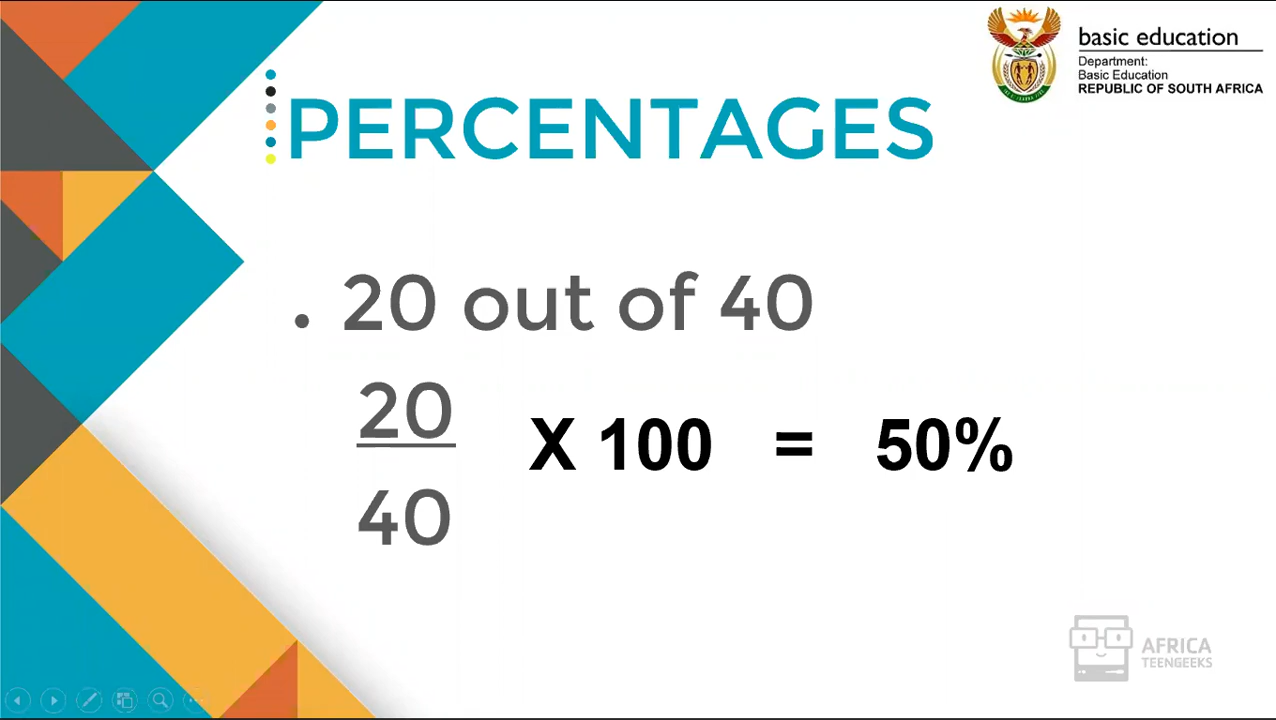 basic education
Department:
Basic Education
REPUBLIC OF SOUTH AFRICA
PERCENTAGES
. 20 out of 40
20
X 100 = 50%
40
AFRICA
TEENGEEKS